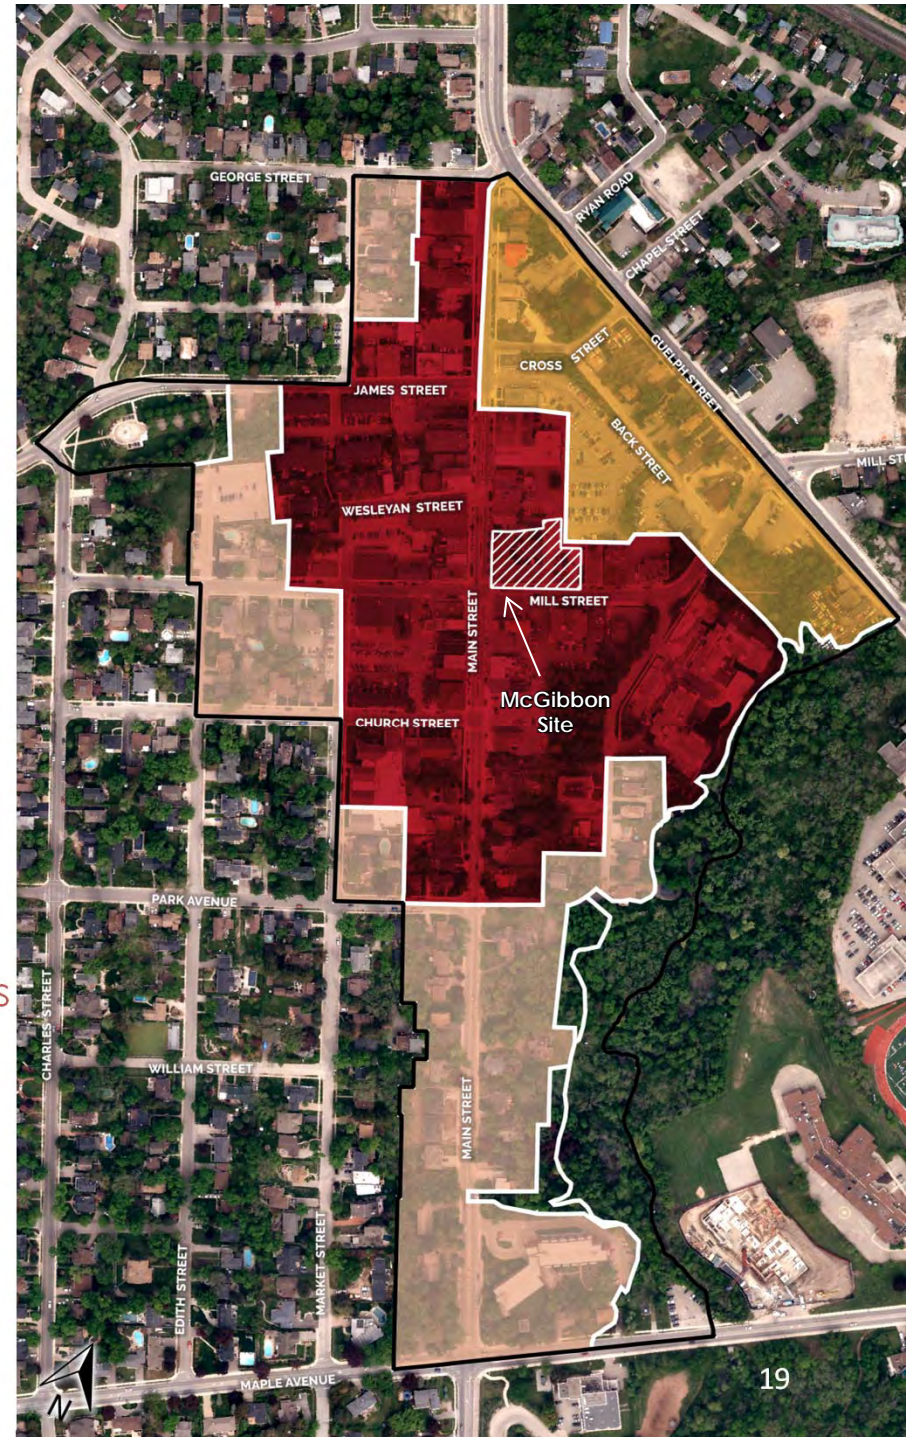 GEORGE STREET
RYAN ROAD
CHAPEL STREET
GUELPH STREET
CROSS STREET
JAMES STREET
BACK STREET
MILL
WESLEYAN STREET
MILL STREET
MAIN STREET
McGibbon
Site
CHURCH STREET
PARK AVENUE
S
CHARLES STREET
WILLIAM STREET
MAIN STREET
EDITH STREET
MARKET STREET
MAPLE AVENUE
N
19